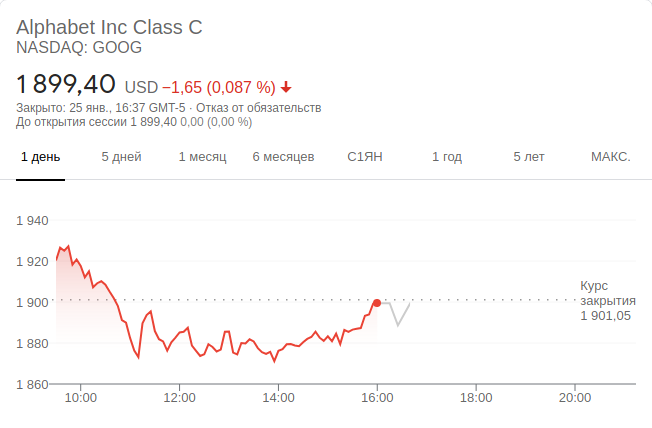 Alphabet Inc Class C
NASDAQ: GOOG
1 899,40 USD −1,65 (0,087 %)
Закрыто: 25 янв., 16:37 GMT-5 · Отказ от обязательств
До открытия сессии 1 899,40 0,00 (0,00 %)
1 день 5 дней 1 месяц 6 месяцев С1ЯН 1 год 5 лет МАКС.
1 940
1 920
1 900
1 880
1 860
Курс
закрытия
1 901,05
10:00 12:00 14:00 16:00 18:00 20:00